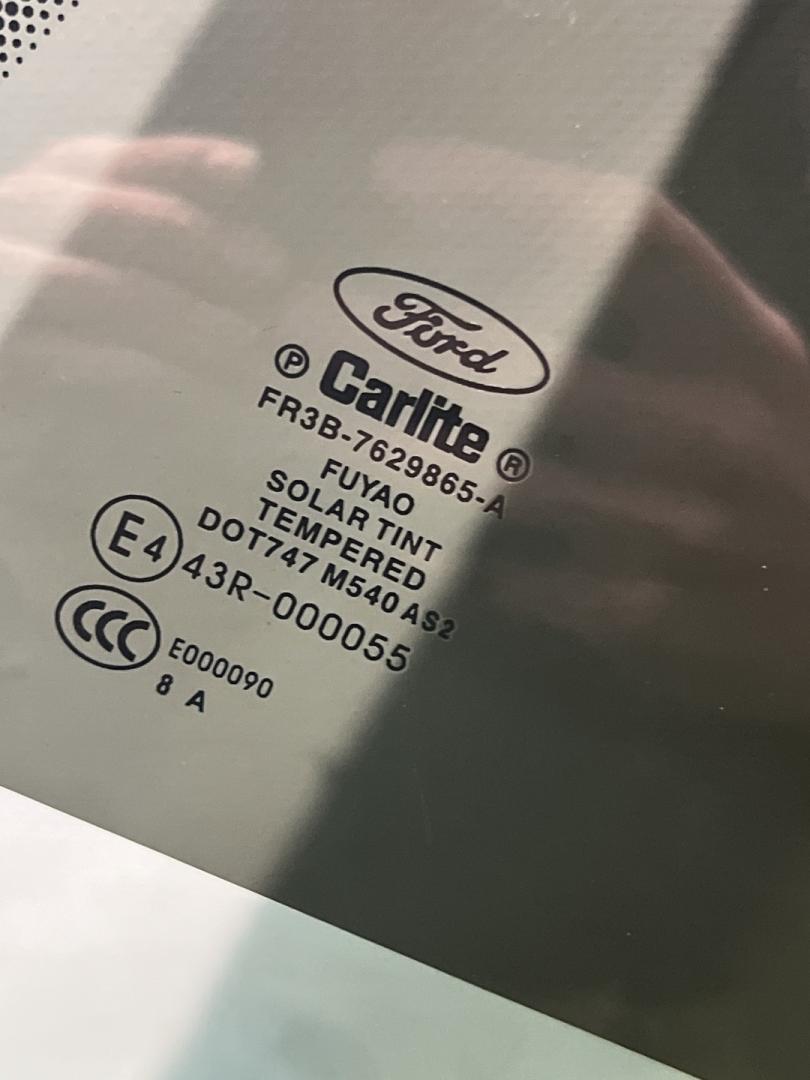 Ford
P Carlite ®
FR3B-7629865-A
FUYAO
SOLAR TINT
TEMPERED
DOT747 M540 AS2
E4 43R-000055
CCC E000090
8 A